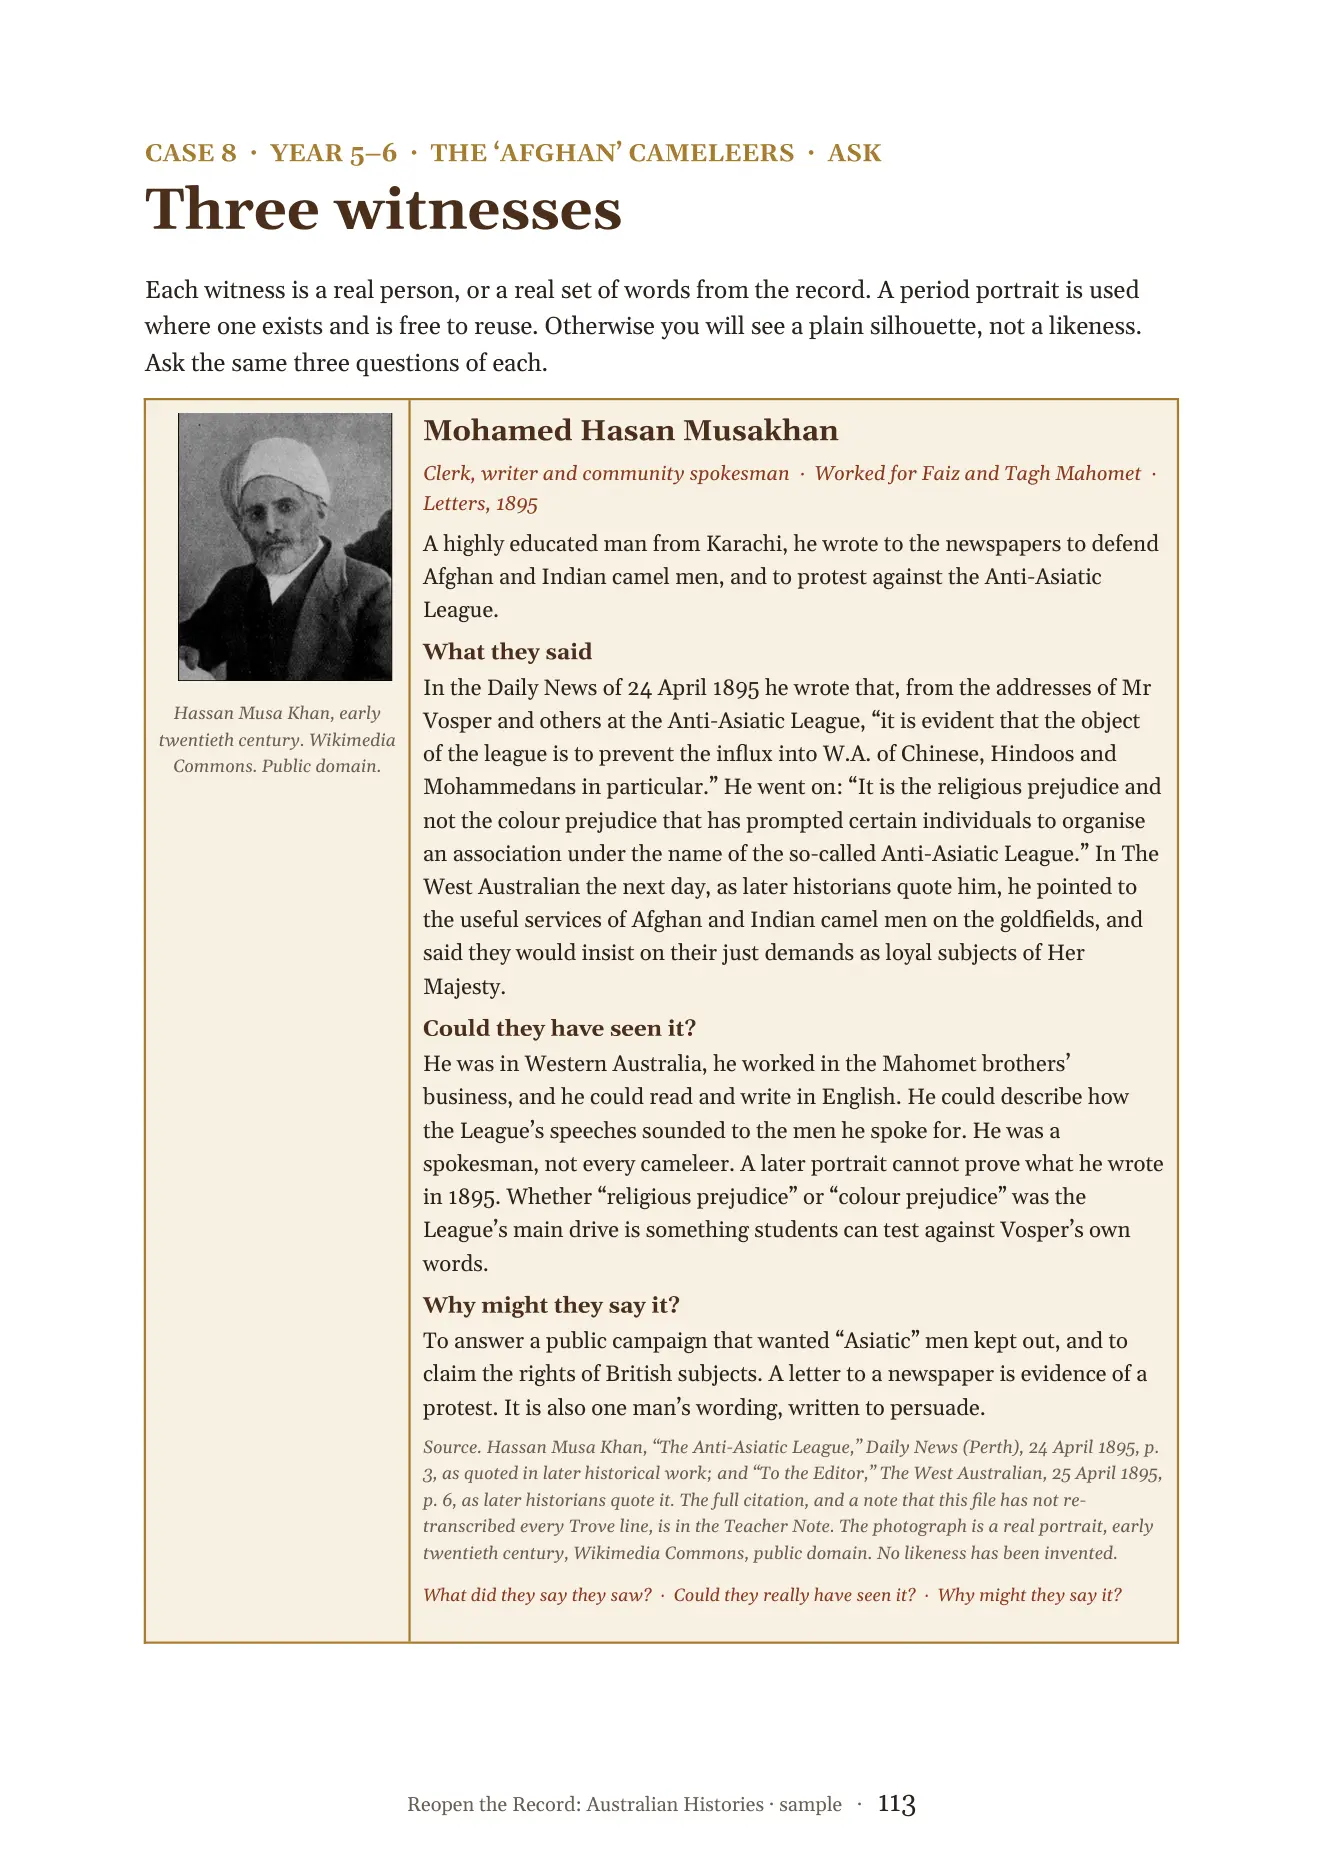 CASE 8 · YEAR 5–6 · THE ‘AFGHAN’ CAMELEERS · ASK
Three witnesses
Each witness is a real person, or a real set of words from the record. A period portrait is used
where one exists and is free to reuse. Otherwise you will see a plain silhouette, not a likeness.
Ask the same three questions of each.
Hassan Musa Khan, early
twentieth century. Wikimedia
Commons. Public domain.
Mohamed Hasan Musakhan
Clerk, writer and community spokesman · Worked for Faiz and Tagh Mahomet ·
Letters, 1895
A highly educated man from Karachi, he wrote to the newspapers to defend
Afghan and Indian camel men, and to protest against the Anti-Asiatic
League.
What they said
In the Daily News of 24 April 1895 he wrote that, from the addresses of Mr
Vosper and others at the Anti-Asiatic League, “it is evident that the object
of the league is to prevent the influx into W.A. of Chinese, Hindoos and
Mohammedans in particular.” He went on: “It is the religious prejudice and
not the colour prejudice that has prompted certain individuals to organise
an association under the name of the so-called Anti-Asiatic League.” In The
West Australian the next day, as later historians quote him, he pointed to
the useful services of Afghan and Indian camel men on the goldfields, and
said they would insist on their just demands as loyal subjects of Her
Majesty.
Could they have seen it?
He was in Western Australia, he worked in the Mahomet brothers’
business, and he could read and write in English. He could describe how
the League’s speeches sounded to the men he spoke for. He was a
spokesman, not every cameleer. A later portrait cannot prove what he wrote
in 1895. Whether “religious prejudice” or “colour prejudice” was the
League’s main drive is something students can test against Vosper’s own
words.
Why might they say it?
To answer a public campaign that wanted “Asiatic” men kept out, and to
claim the rights of British subjects. A letter to a newspaper is evidence of a
protest. It is also one man’s wording, written to persuade.
Source. Hassan Musa Khan, “The Anti-Asiatic League,” Daily News (Perth), 24 April 1895, p.
3, as quoted in later historical work; and “To the Editor,” The West Australian, 25 April 1895,
p. 6, as later historians quote it. The full citation, and a note that this file has not re-
transcribed every Trove line, is in the Teacher Note. The photograph is a real portrait, early
twentieth century, Wikimedia Commons, public domain. No likeness has been invented.
What did they say they saw? · Could they really have seen it? · Why might they say it?
Reopen the Record: Australian Histories · sample · 113